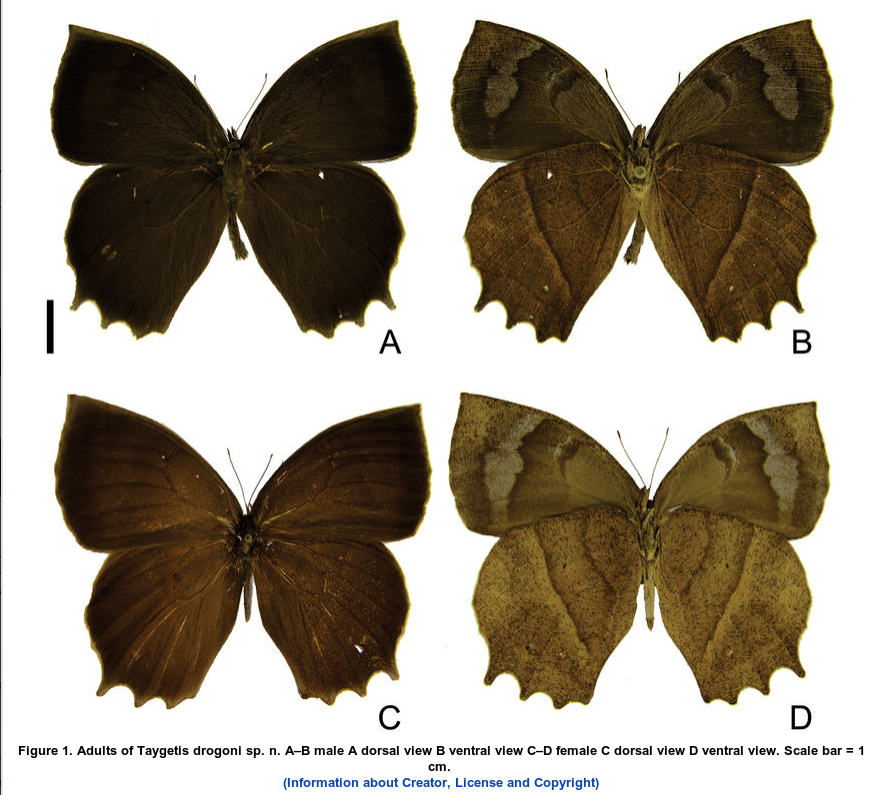 A
B
C
D
Figure 1. Adults of Taygetis drogoni sp. n. A–B male A dorsal view B ventral view C–D female C dorsal view D ventral view. Scale bar = 1
cm.
(Information about Creator, License and Copyright)